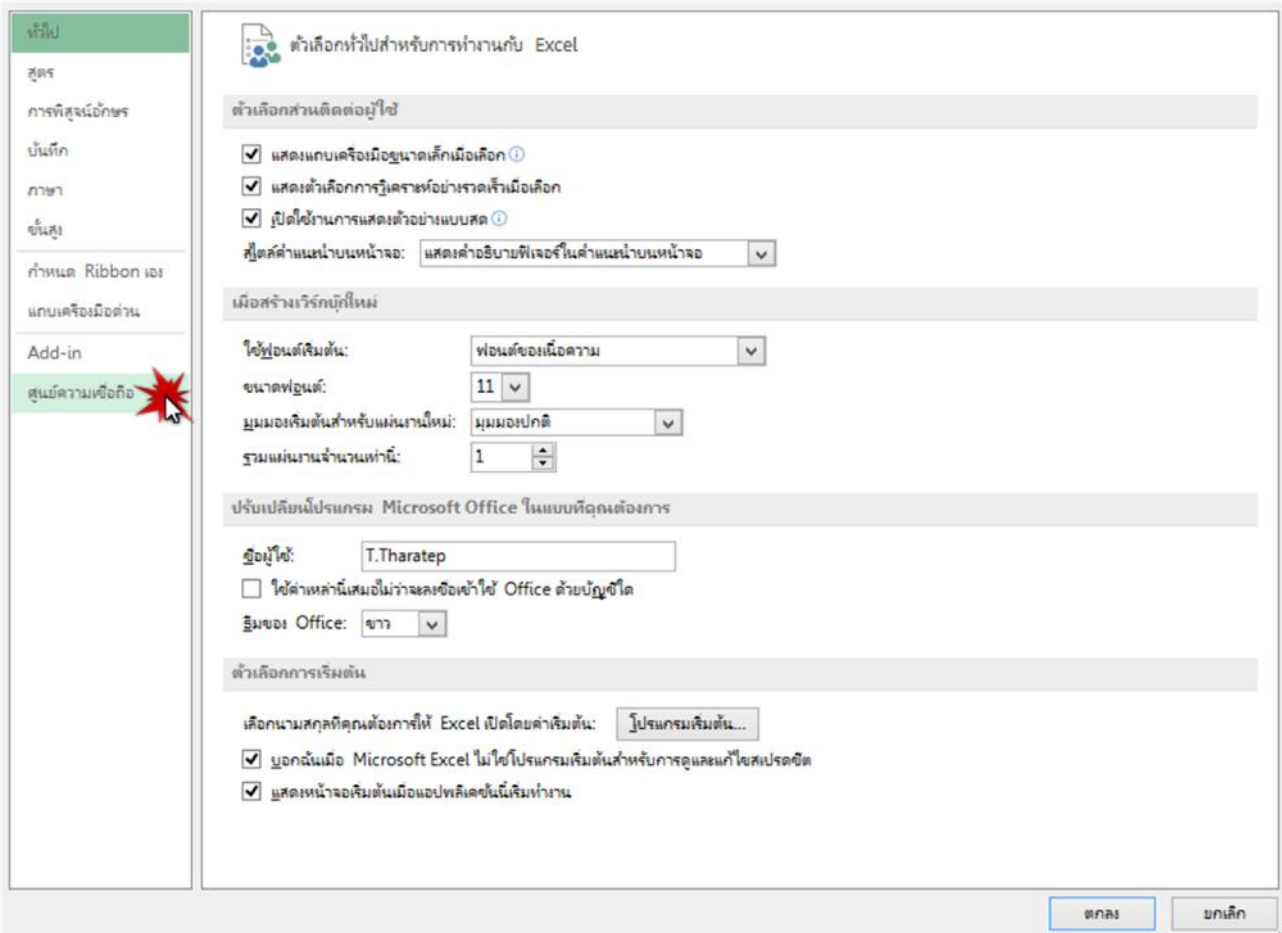 ทั่วไป
สูตร
การพิสูจน์อักษร
บันทึก
ภาษา
ขั้นสูง
กำหนด Ribbon เอง
แถบเครื่องมือด่วน
Add-in
ศูนย์ความเชื่อถือ
ตัวเลือกทั่วไปสำหรับการทำงานกับ Excel
ตัวเลือกส่วนติดต่อผู้ใช้
แสดงแถบเครื่องมือขนาดเล็กเมื่อเลือก
แสดงตัวเลือกการวิเคราะห์อย่างรวดเร็วเมื่อเลือก
เปิดใช้งานการแสดงตัวอย่างแบบสด
สไตล์คำแนะนำบนหน้าจอ: แสดงคำอธิบายฟีเจอร์ในคำแนะนำบนหน้าจอ
เมื่อสร้างเวิร์กบุ๊กใหม่
ใช้ฟอนต์เริ่มต้น: ฟอนต์ของเนื้อความ
ขนาดฟอนต์: 11
มุมมองเริ่มต้นสำหรับแผ่นงานใหม่: มุมมองปกติ
รวมแผ่นงานจำนวนเท่านี้: 1
ปรับเปลี่ยนโปรแกรม Microsoft Office ในแบบที่คุณต้องการ
ชื่อผู้ใช้: T.Tharatep
ใช้ค่าเหล่านี้เสมอไม่ว่าจะลงชื่อเข้าใช้ Office ด้วยบัญชีใด
ธีมของ Office: ขาว
ตัวเลือกการเริ่มต้น
เลือกนามสกุลที่คุณต้องการให้ Excel เปิดโดยค่าเริ่มต้น: โปรแกรมเริ่มต้น...
บอกฉันเมื่อ Microsoft Excel ไม่ใช่โปรแกรมเริ่มต้นสำหรับการดูและแก้ไขสเปรดชีต
แสดงหน้าจอเริ่มต้นเมื่อแอปพลิเคชันนี้เริ่มทำงาน
ตกลง ยกเลิก